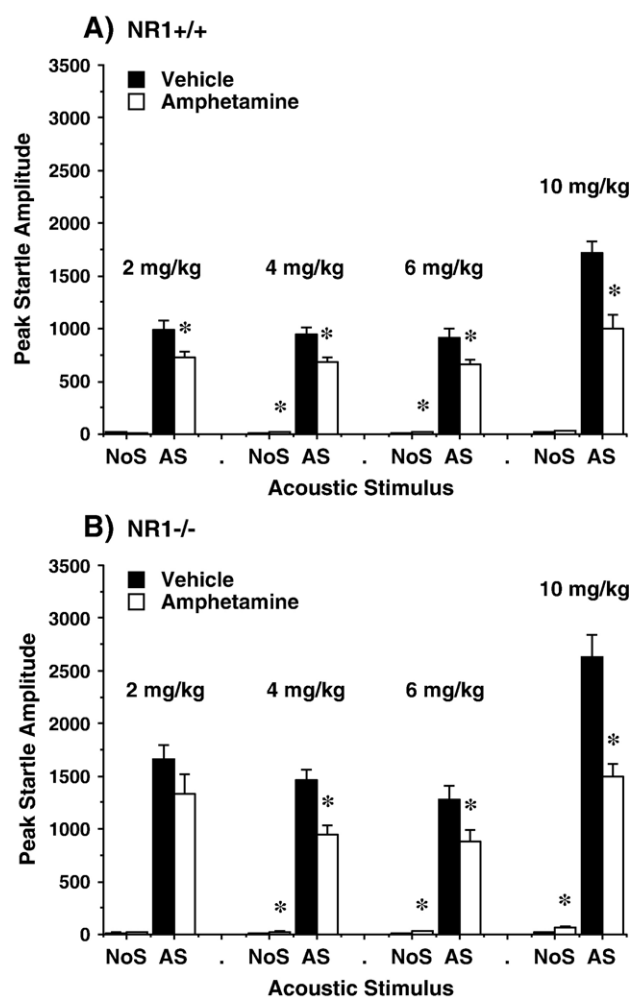 A) NR1+/+
3500
3000
2500
2000
1500
1000
500
0
Peak Startle Amplitude
Vehicle
Amphetamine
2 mg/kg
4 mg/kg
6 mg/kg
10 mg/kg
*
*
*
*
*
*
NoS AS . NoS AS . NoS AS . NoS AS
Acoustic Stimulus
B) NR1-/-
3500
3000
2500
2000
1500
1000
500
0
Peak Startle Amplitude
Vehicle
Amphetamine
2 mg/kg
4 mg/kg
6 mg/kg
10 mg/kg
*
*
*
*
*
*
NoS AS . NoS AS . NoS AS . NoS AS
Acoustic Stimulus